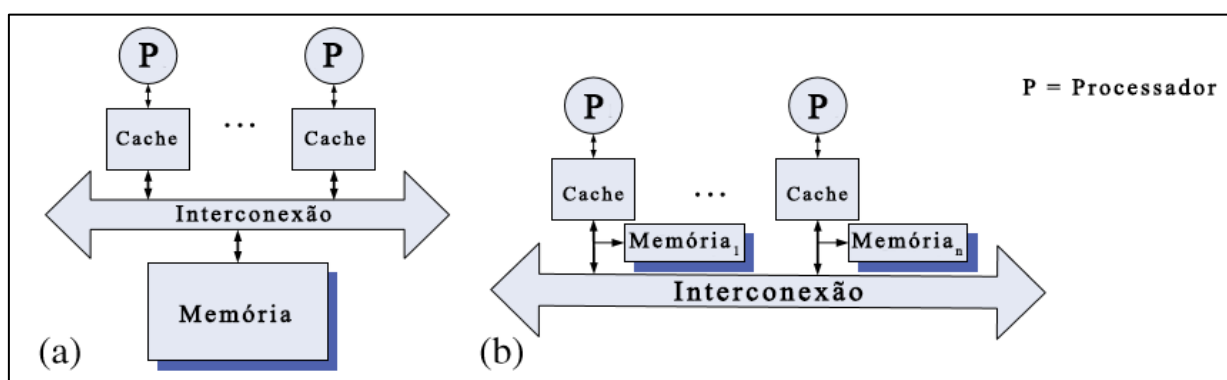 P
P
Cache
...
Cache
Interconexão
Memória
(a)
P
P
Cache
...
Cache
Memória1
Memórian
Interconexão
(b)
P = Processador